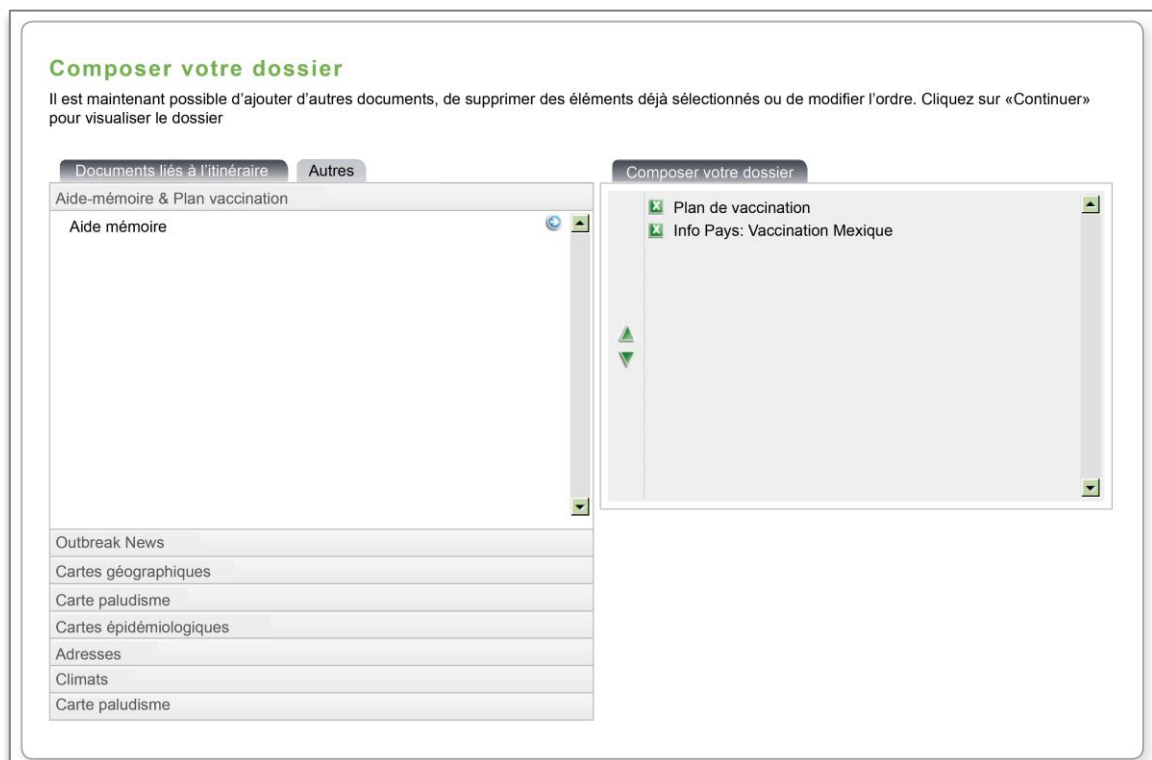 Composer votre dossier
Il est maintenant possible d’ajouter d’autres documents, de supprimer des éléments déjà sélectionnés ou de modifier l’ordre. Cliquez sur «Continuer»
pour visualiser le dossier
Documents liés à l’itinéraire
Autres
Aide-mémoire & Plan vaccination
Aide mémoire
Outbreak News
Cartes géographiques
Carte paludisme
Cartes épidémiologiques
Adresses
Climats
Carte paludisme
Composer votre dossier
Plan de vaccination
Info Pays: Vaccination Mexique